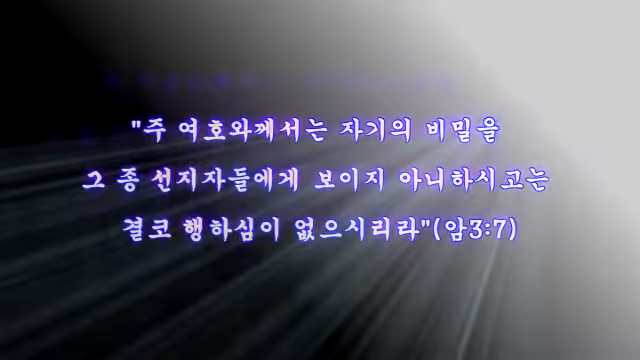 "주 여호와께서는 자기의 비밀을
그 종 선지자들에게 보이지 아니하시고는
결코 행하심이 없으시리라"(암3:7)